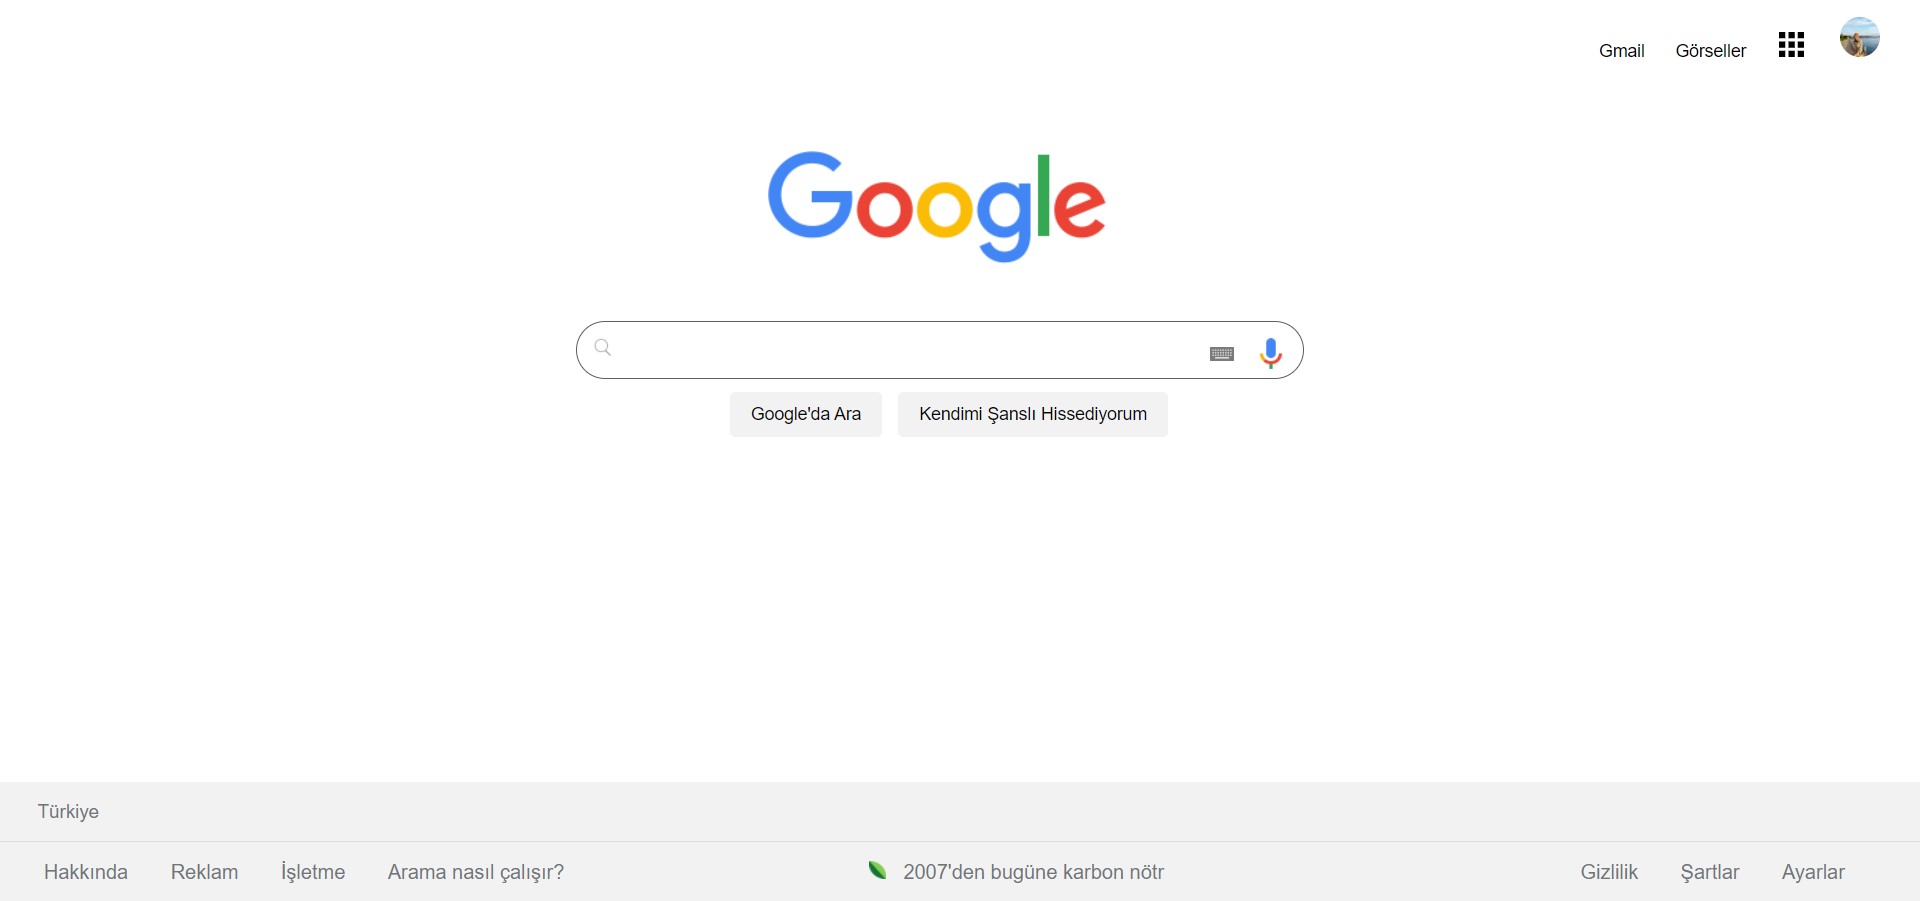 Gmail Görseller
Google
Google'da Ara Kendimi Şanslı Hissediyorum
Türkiye
Hakkında Reklam İşletme Arama nasıl çalışır? 2007'den bugüne karbon nötr Gizlilik Şartlar Ayarlar